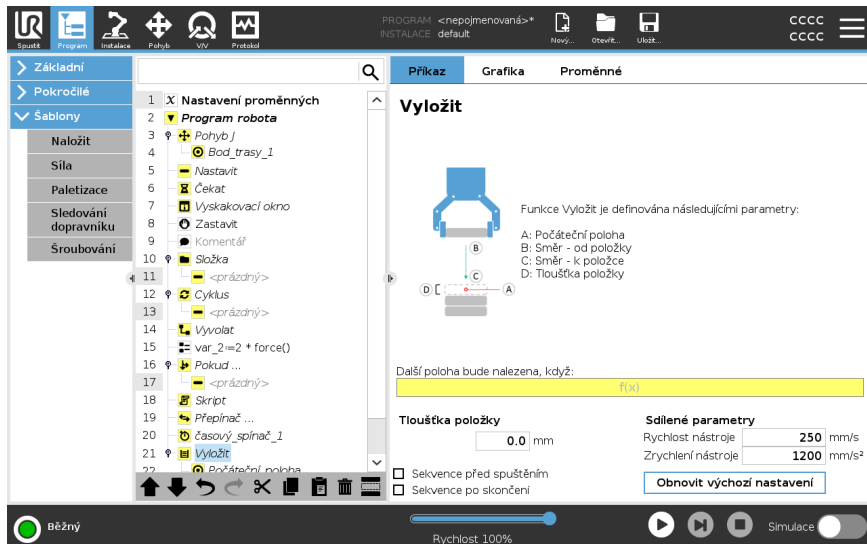 PROGRAM <nepojmenovaná>*
INSTALACE default
Spustit
Program
Instalace
Pohyb
V/V
Protokol
Nový...
Otevřít...
Uložit...
CCCC
CCCC
Základní
Pokročilé
Šablony
Naložit
Síla
Paletizace
Sledování
dopravníku
Šroubování
1 X Nastavení proměnných
2 Program robota
3 Pohyb J
4 Bod_trasy_1
5 Nastavit
6 Čekat
7 Vyskakovací okno
8 Zastavit
9 Komentář
10 Složka
11 <prázdný>
12 Cyklus
13 <prázdný>
14 Vyvolat
15 var_2:=2 * force()
16 Pokud ...
17 <prázdný>
18 Skript
19 Přepínač ...
20 časový_spínač_1
21 Vyložit
22 Počáteční_poloha
Příkaz
Grafika
Proměnné
Vyložit
B
C
D
A
Funkce Vyložit je definována následujícími parametry:
A: Počáteční poloha
B: Směr - od položky
C: Směr - k položce
D: Tloušťka položky
Další poloha bude nalezena, když:
f(x)
Tloušťka položky
0.0 mm
Sekvence před spuštěním
Sekvence po skončení
Sdílené parametry
Rychlost nástroje 250 mm/s
Zrychlení nástroje 1200 mm/s²
Obnovit výchozí nastavení
Běžný
Rychlost 100%
Simulace